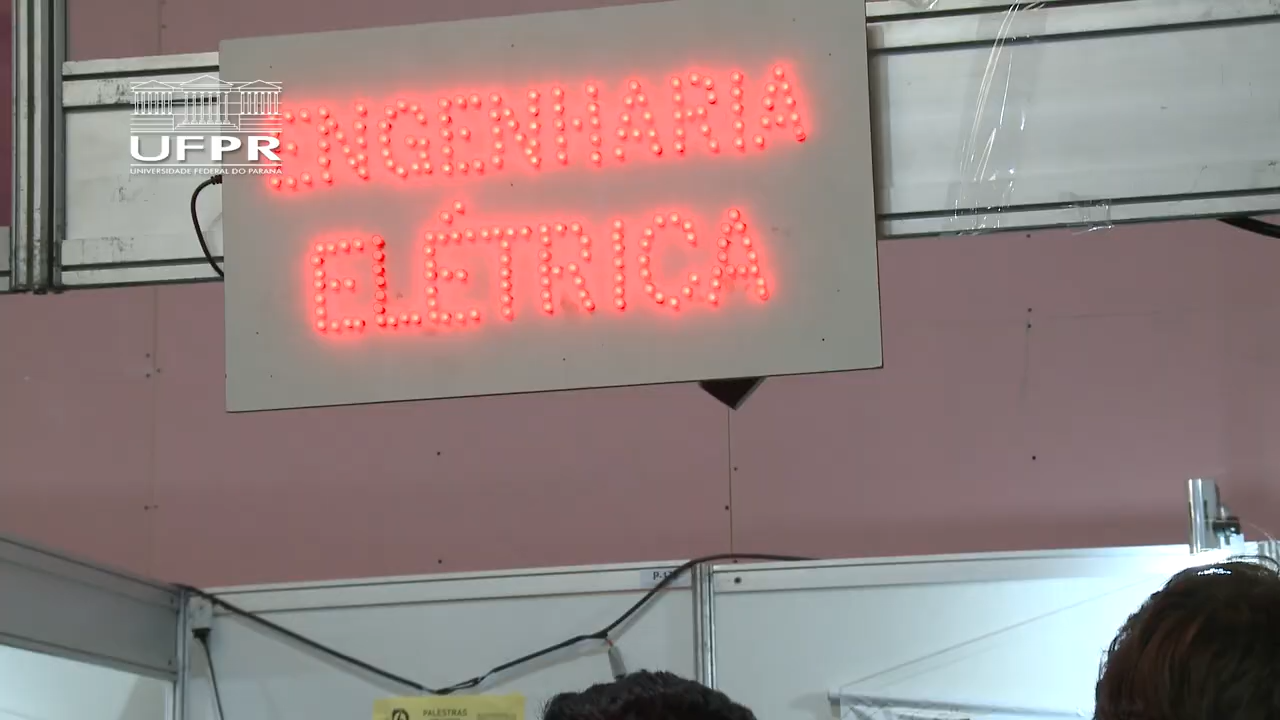 ENGENHARIA
ELÉTRICA
UFPR
UNIVERSIDADE FEDERAL DO PARANÁ
PALESTRAS